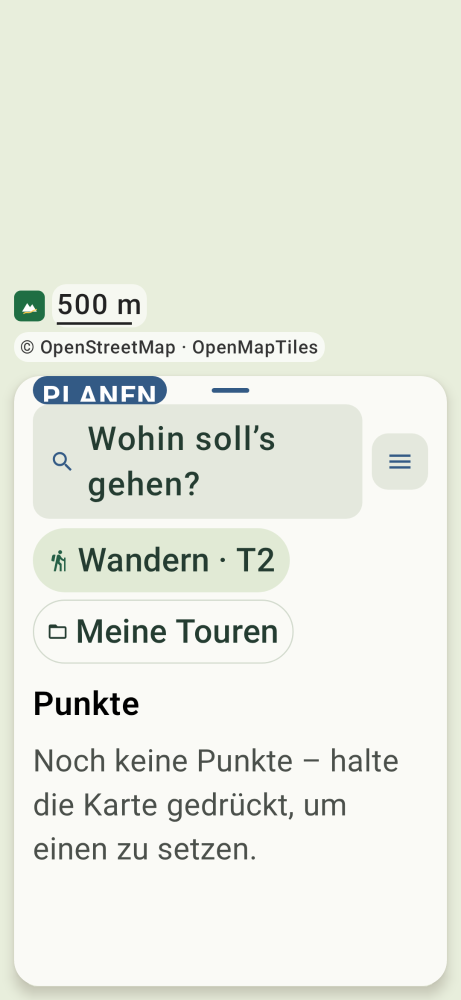 500 m
© OpenStreetMap · OpenMapTiles
PLANEN
Wohin soll’s
gehen?
Wandern · T2
Meine Touren
Punkte
Noch keine Punkte – halte
die Karte gedrückt, um
einen zu setzen.